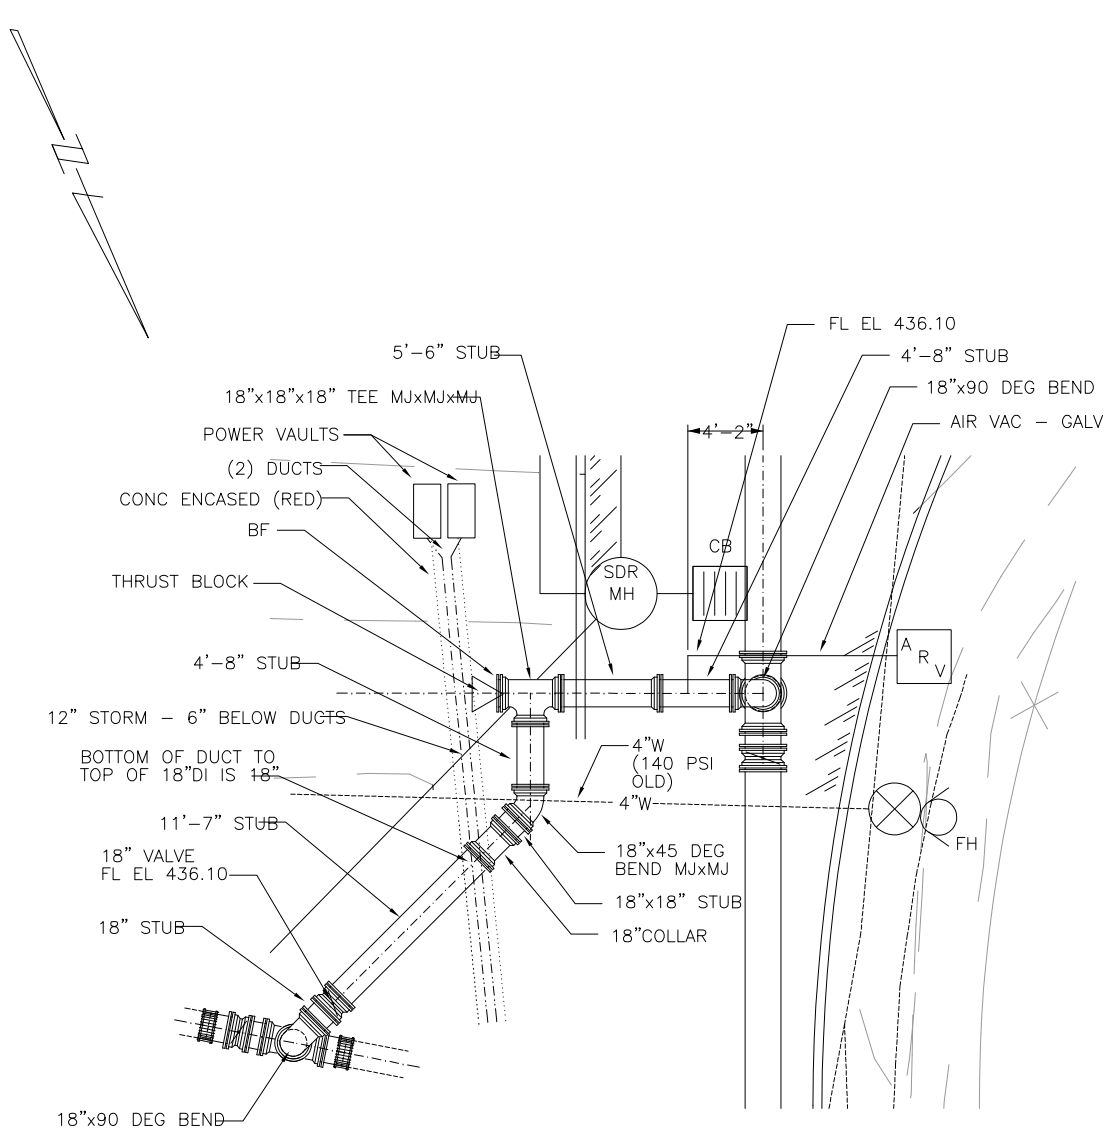 FL EL 436.10
5'-6" STUB
4'-8" STUB
18"x90 DEG BEND
18"x18"x18" TEE MJxMJxMJ
AIR VAC - GALV
4'-2"
POWER VAULTS
(2) DUCTS
CONC ENCASED (RED)
BF
CB
THRUST BLOCK
SDR
MH
A
R
V
4'-8" STUB
12" STORM - 6" BELOW DUCTS
BOTTOM OF DUCT TO
TOP OF 18"DI IS 18"
4"W
(140 PSI
OLD)
4"W
11'-7" STUB
FH
18"x45 DEG
BEND MJxMJ
18" VALVE
FL EL 436.10
18"x18" STUB
18" STUB
18"COLLAR
18"x90 DEG BEND